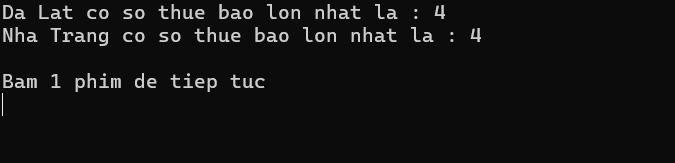 Da Lat co so thue bao lon nhat la : 4
Nha Trang co so thue bao lon nhat la : 4
Bam 1 phim de tiep tuc